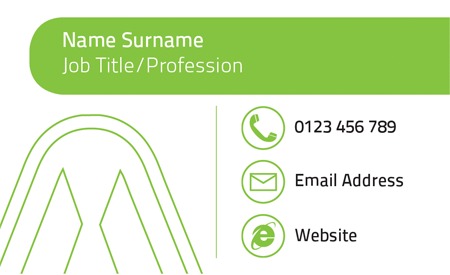 Name Surname
Job Title/Profession
0123 456 789
Email Address
Website